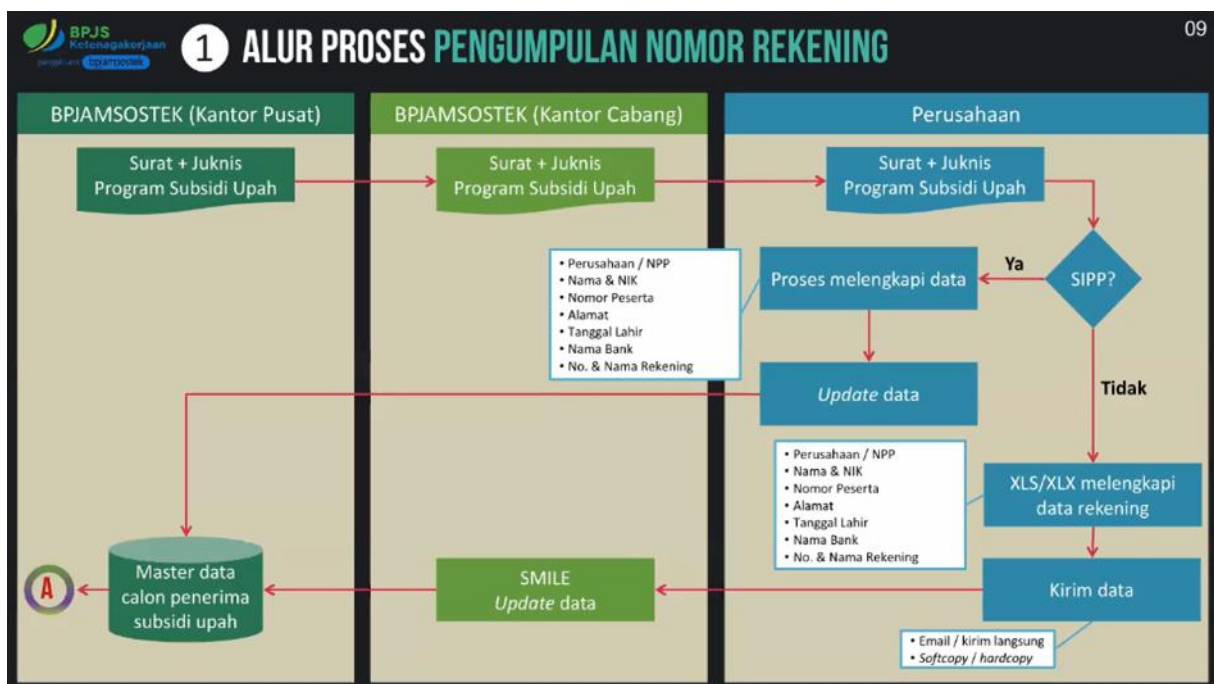 BPJS
Ketenagakerjaan
bpjamsostek
1 ALUR PROSES PENGUMPULAN NOMOR REKENING
09
BPJAMSOSTEK (Kantor Pusat)
BPJAMSOSTEK (Kantor Cabang)
Perusahaan
Surat + Juknis
Program Subsidi Upah
Surat + Juknis
Program Subsidi Upah
Surat + Juknis
Program Subsidi Upah
SIPP?
Ya
Proses melengkapi data
• Perusahaan / NPP
• Nama & NIK
• Nomor Peserta
• Alamat
• Tanggal Lahir
• Nama Bank
• No. & Nama Rekening
Update data
Tidak
• Perusahaan / NPP
• Nama & NIK
• Nomor Peserta
• Alamat
• Tanggal Lahir
• Nama Bank
• No. & Nama Rekening
XLS/XLX melengkapi
data rekening
A
Master data
calon penerima
subsidi upah
SMILE
Update data
Kirim data
• Email / kirim langsung
• Softcopy / hardcopy